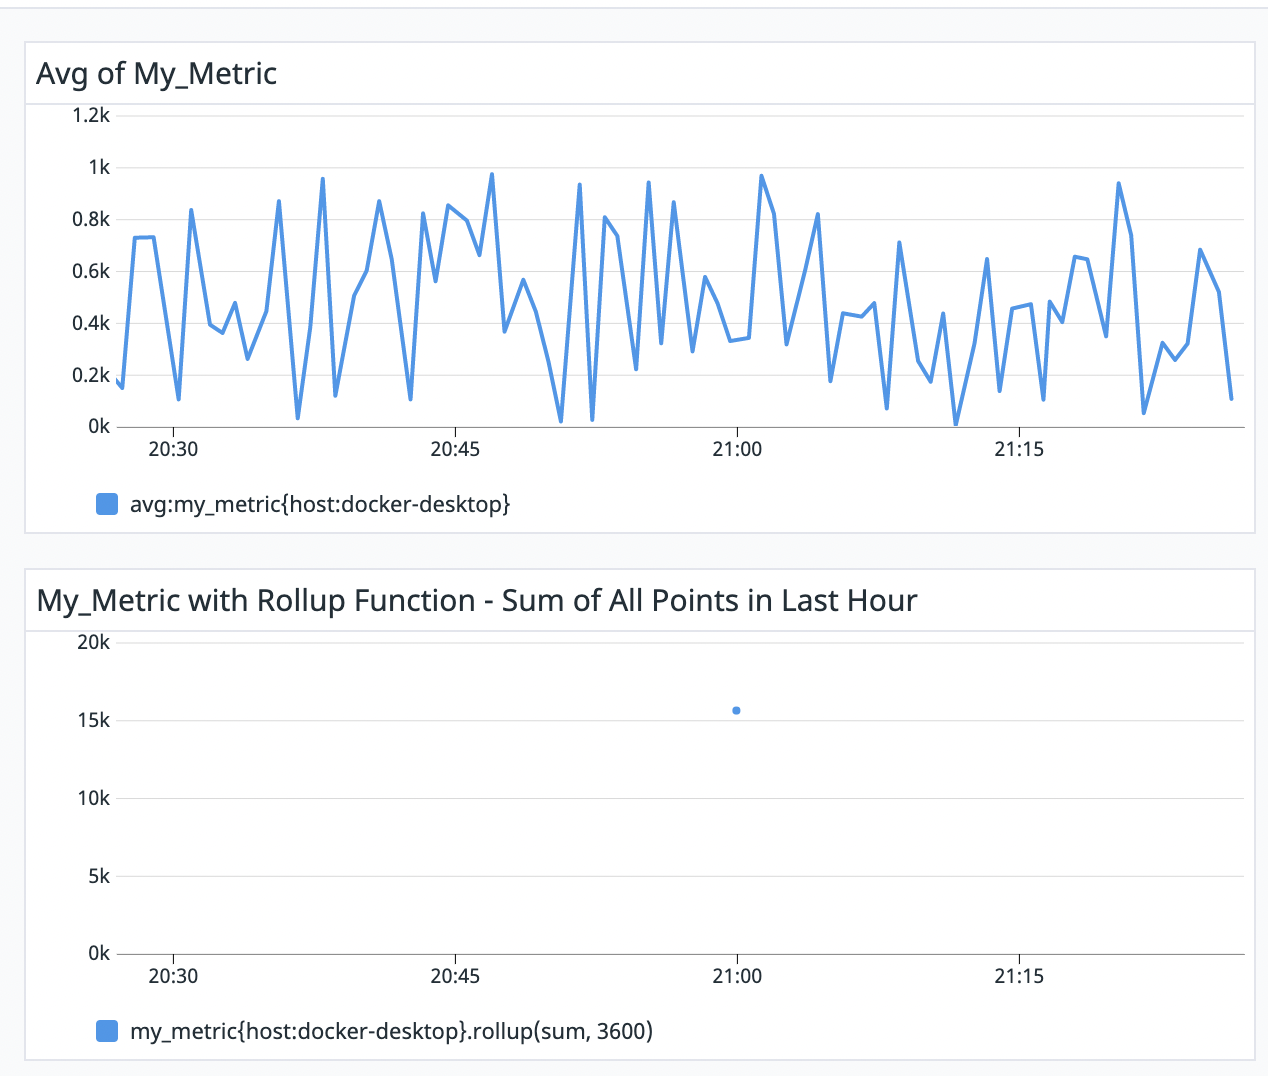 Avg of My_Metric
1.2k
1k
0.8k
0.6k
0.4k
0.2k
0k
20:30 20:45 21:00 21:15
avg:my_metric{host:docker-desktop}
My_Metric with Rollup Function - Sum of All Points in Last Hour
20k
15k
10k
5k
0k
20:30 20:45 21:00 21:15
my_metric{host:docker-desktop}.rollup(sum, 3600)